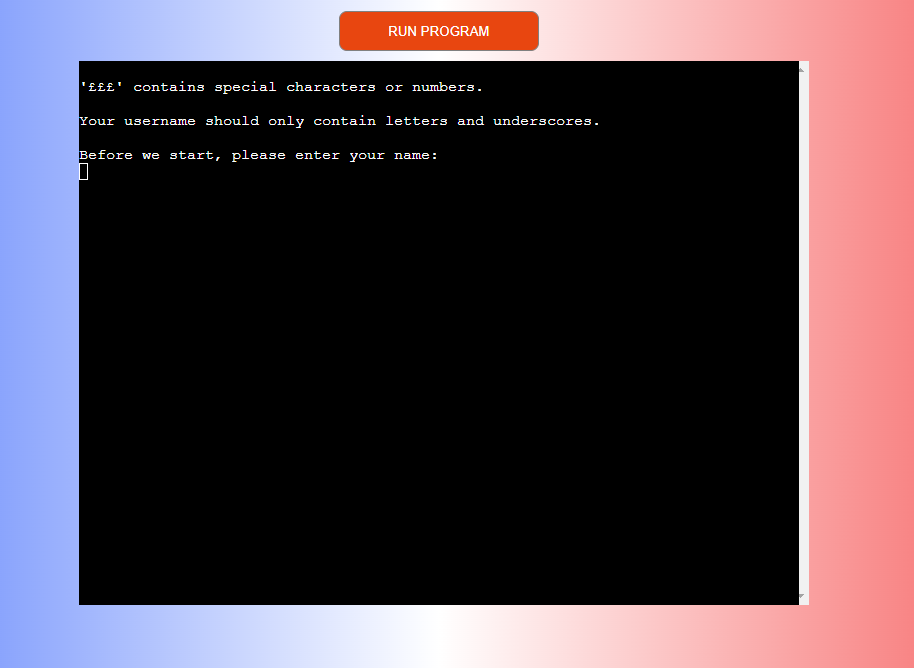 RUN PROGRAM
'£££' contains special characters or numbers.
Your username should only contain letters and underscores.
Before we start, please enter your name: